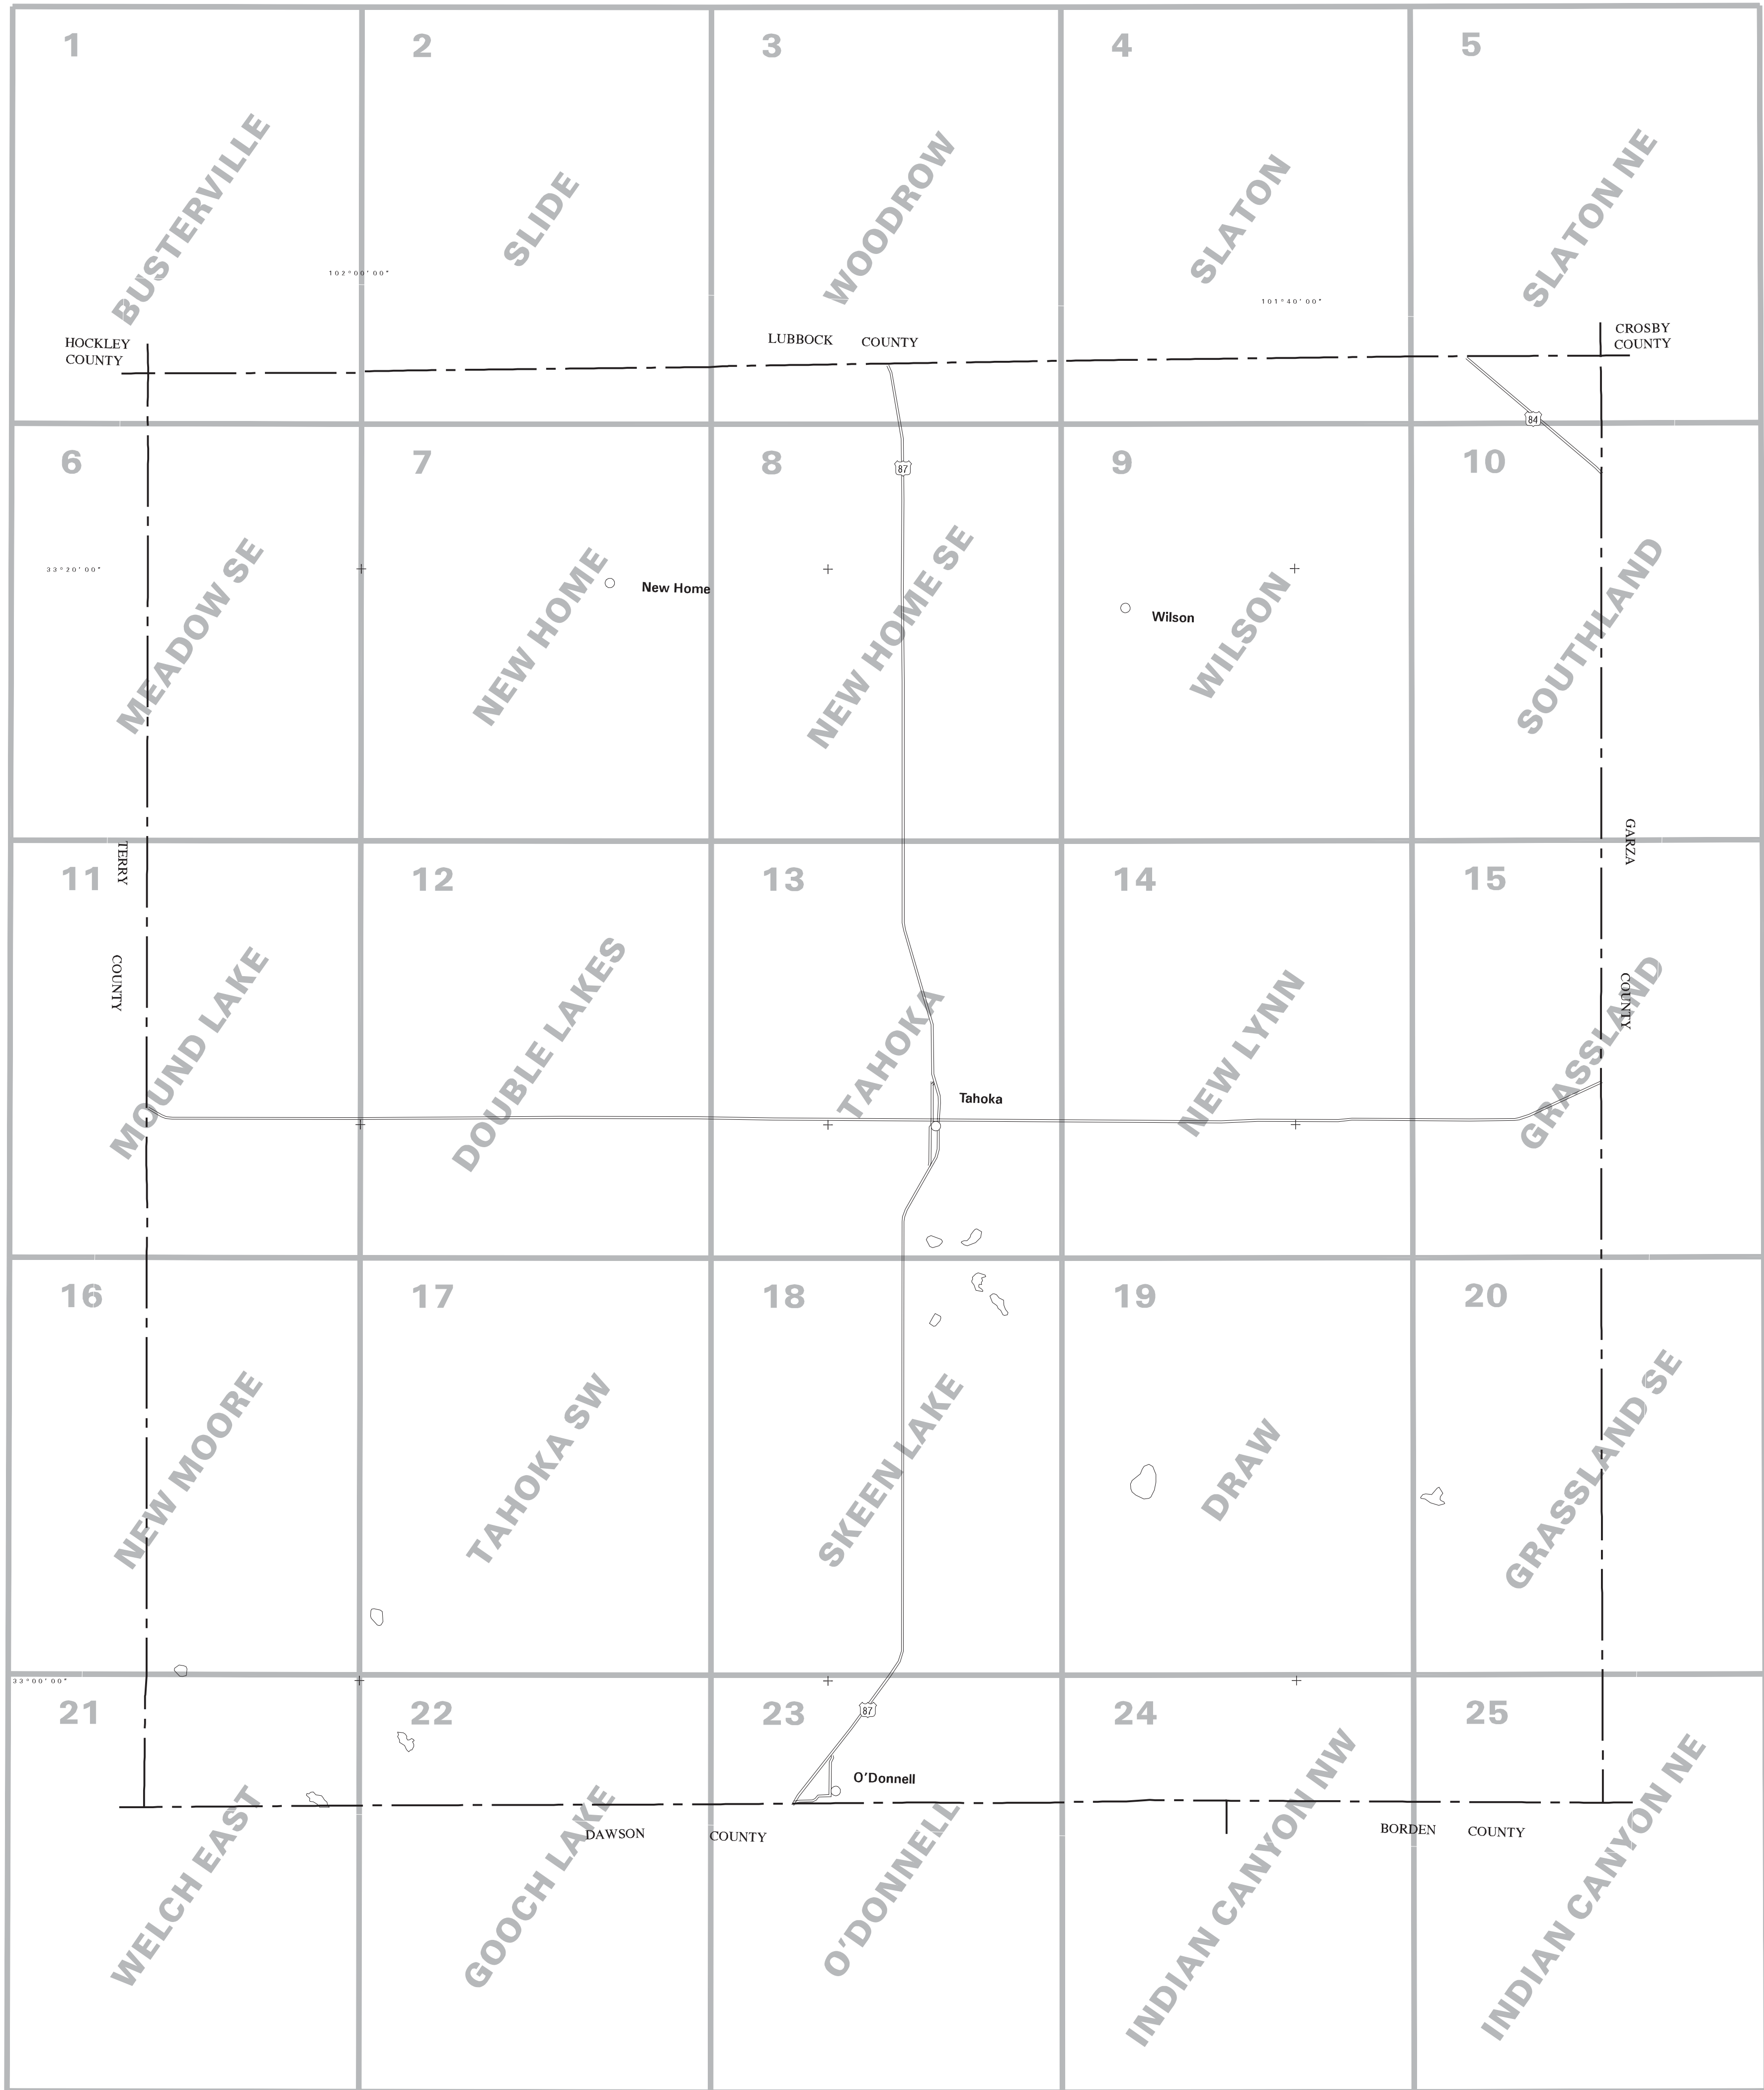 1
2
3
4
5
BUSTERVILLE
SLIDE
WOODROW
SLATON
SLATON NE
102°00'00"
101°40'00"
HOCKLEY
COUNTY
LUBBOCK COUNTY
CROSBY
COUNTY
84
6
7
8
9
10
87
33°20'00"
MEADOW SE
NEW HOME
New Home
NEW HOME SE
WILSON
Wilson
SOUTHLAND
TERRY
COUNTY
GARZA
COUNTY
11
12
13
14
15
MOUND LAKE
DOUBLE LAKES
TAHOKA
Tahoka
NEW LYNN
GRASSLAND
16
17
18
19
20
NEW MOORE
TAHOKA SW
SKEEN LAKE
DRAW
GRASSLAND SE
33°00'00"
21
22
23
24
25
87
O'Donnell
DAWSON COUNTY
BORDEN COUNTY
WELCH EAST
GOOCH LAKE
O'DONNELL
INDIAN CANYON NW
INDIAN CANYON NE